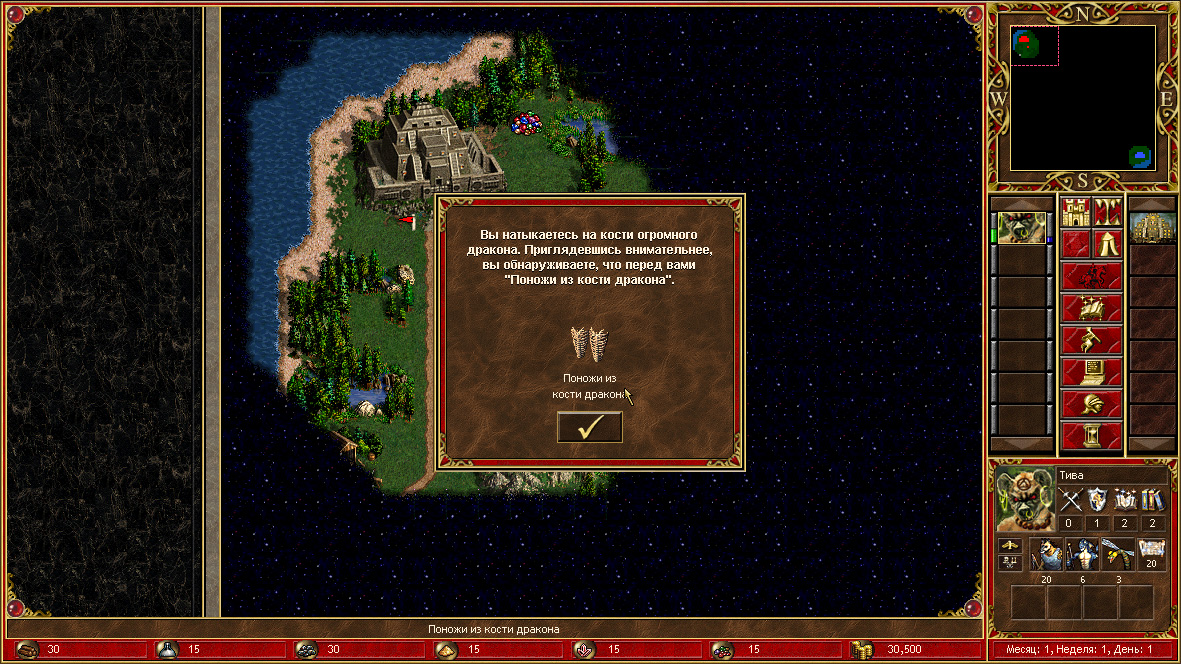 N
W
E
S
Вы натыкаетесь на кости огромного
дракона. Приглядевшись внимательнее,
вы обнаруживаете, что перед вами
"Поножи из кости дракона".
Поножи из
кости дракона
Тива
0 1 2 2
20
20 6 3
Поножи из кости дракона
30 15 30 15 15 15 30,500
Месяц: 1, Неделя: 1, День: 1